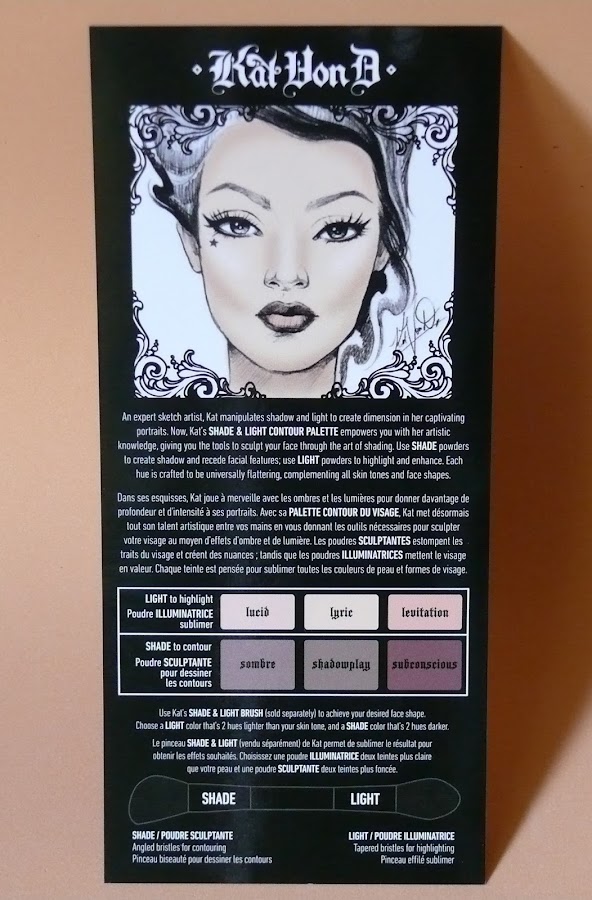 Kat Von D
An expert sketch artist, Kat manipulates shadow and light to create dimension in her captivating
portraits. Now, Kat's SHADE & LIGHT CONTOUR PALETTE empowers you with her artistic
knowledge, giving you the tools to sculpt your face through the art of shading. Use SHADE powders
to create shadow and recede facial features; use LIGHT powders to highlight and enhance. Each
hue is crafted to be universally flattering, complementing all skin tones and face shapes.
Dans ses esquisses, Kat joue à merveille avec les ombres et les lumières pour donner davantage de
profondeur et d'intensité à ses portraits. Avec sa PALETTE CONTOUR DU VISAGE, Kat met désormais
tout son talent artistique entre vos mains en vous donnant les outils nécessaires pour sculpter
votre visage au moyen d'effets d'ombre et de lumière. Les poudres SCULPTANTES estompent les
traits du visage et créent des nuances ; tandis que les poudres ILLUMINATRICES mettent le visage
en valeur. Chaque teinte est pensée pour sublimer toutes les couleurs de peau et formes de visage.
LIGHT to highlight
Poudre ILLUMINATRICE
sublimer
lucid
lyric
levitation
SHADE to contour
Poudre SCULPTANTE
pour dessiner
les contours
sombre
shadowplay
subconscious
Use Kat's SHADE & LIGHT BRUSH (sold separately) to achieve your desired face shape.
Choose a LIGHT color that's 2 hues lighter than your skin tone, and a SHADE color that's 2 hues darker.
Le pinceau SHADE & LIGHT (vendu séparément) de Kat permet de sublimer le résultat pour
obtenir les effets souhaités. Choisissez une poudre ILLUMINATRICE deux teintes plus claire
que votre peau et une poudre SCULPTANTE deux teintes plus foncée.
SHADE
LIGHT
SHADE / POUDRE SCULPTANTE
Angled bristles for contouring
Pinceau biseauté pour dessiner les contours
LIGHT / POUDRE ILLUMINATRICE
Tapered bristles for highlighting
Pinceau effilé sublimer